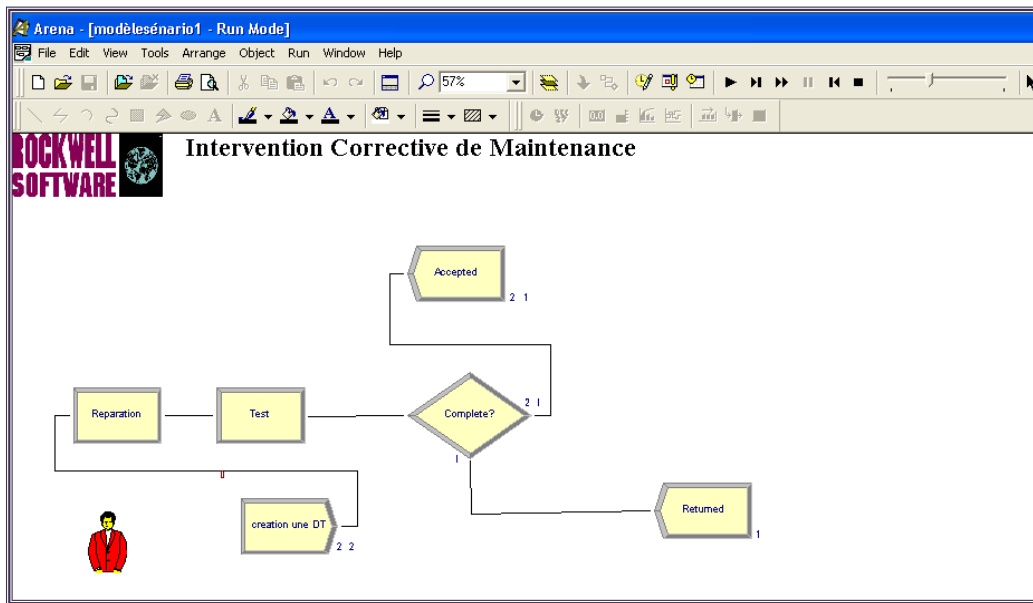 Arena - [modèlesénario1 - Run Mode]
File Edit View Tools Arrange Object Run Window Help
57%
ROCKWELL
SOFTWARE
Intervention Corrective de Maintenance
Accepted
2 1
Reparation
Test
Complete?
2 1
1
creation une DT
2 2
Returned
1